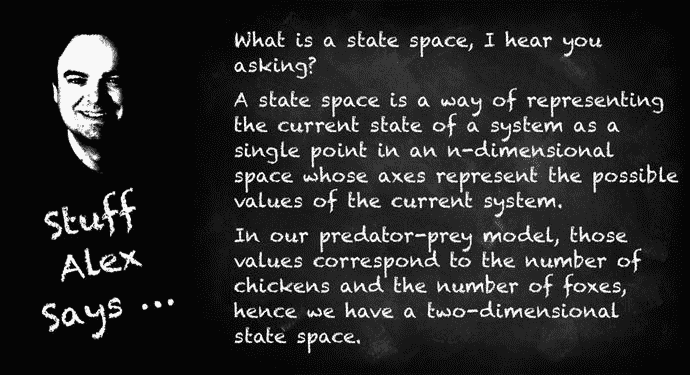 Stuff
Alex
Says ...
What is a state space, I hear you
asking?
A state space is a way of representing
the current state of a system as a
single point in an n-dimensional
space whose axes represent the possible
values of the current system.
In our predator-prey model, those
values correspond to the number of
chickens and the number of foxes,
hence we have a two-dimensional
state space.